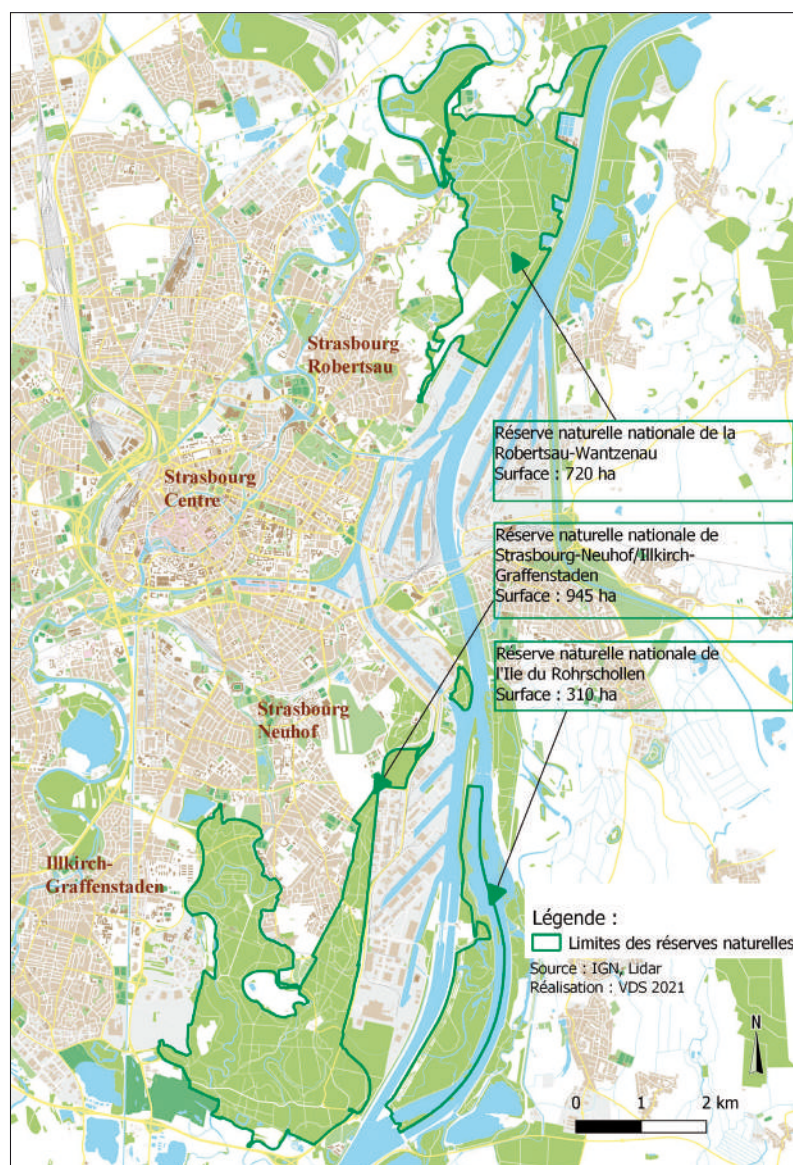 Strasbourg
Robertsau
Réserve naturelle nationale de la
Robertsau-Wantzenau
Surface : 720 ha
Strasbourg
Centre
Réserve naturelle nationale de
Strasbourg-Neuhof/Illkirch-
Graffenstaden
Surface : 945 ha
Réserve naturelle nationale de
l'Ile du Rohrschollen
Surface : 310 ha
Strasbourg
Neuhof
Illkirch-
Graffenstaden
Légende :
Limites des réserves naturelles
Source : IGN, Lidar
Réalisation : VDS 2021
N
0 1 2 km